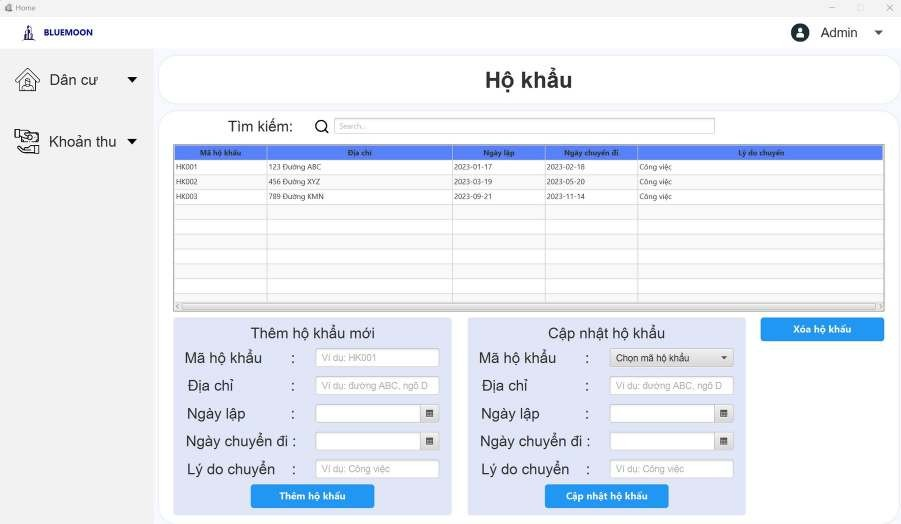 Home
BLUEMOON
Admin
Dân cư
Khoản thu
Hộ khẩu
Tìm kiếm:
Search...
Mã hộ khẩu Địa chỉ Ngày lập Ngày chuyển đi Lý do chuyển
HK001 123 Đường ABC 2023-01-17 2023-02-18 Công việc
HK002 456 Đường XYZ 2023-03-19 2023-05-20 Công việc
HK003 789 Đường KMN 2023-09-21 2023-11-14 Công việc
Thêm hộ khẩu mới
Mã hộ khẩu : Ví dụ: HK001
Địa chỉ : Ví dụ: đường ABC, ngõ D
Ngày lập :
Ngày chuyển đi :
Lý do chuyển : Ví dụ: Công việc
Thêm hộ khẩu
Cập nhật hộ khẩu
Mã hộ khẩu : Chọn mã hộ khẩu
Địa chỉ : Ví dụ: đường ABC, ngõ D
Ngày lập :
Ngày chuyển đi :
Lý do chuyển : Ví dụ: Công việc
Cập nhật hộ khẩu
Xóa hộ khẩu